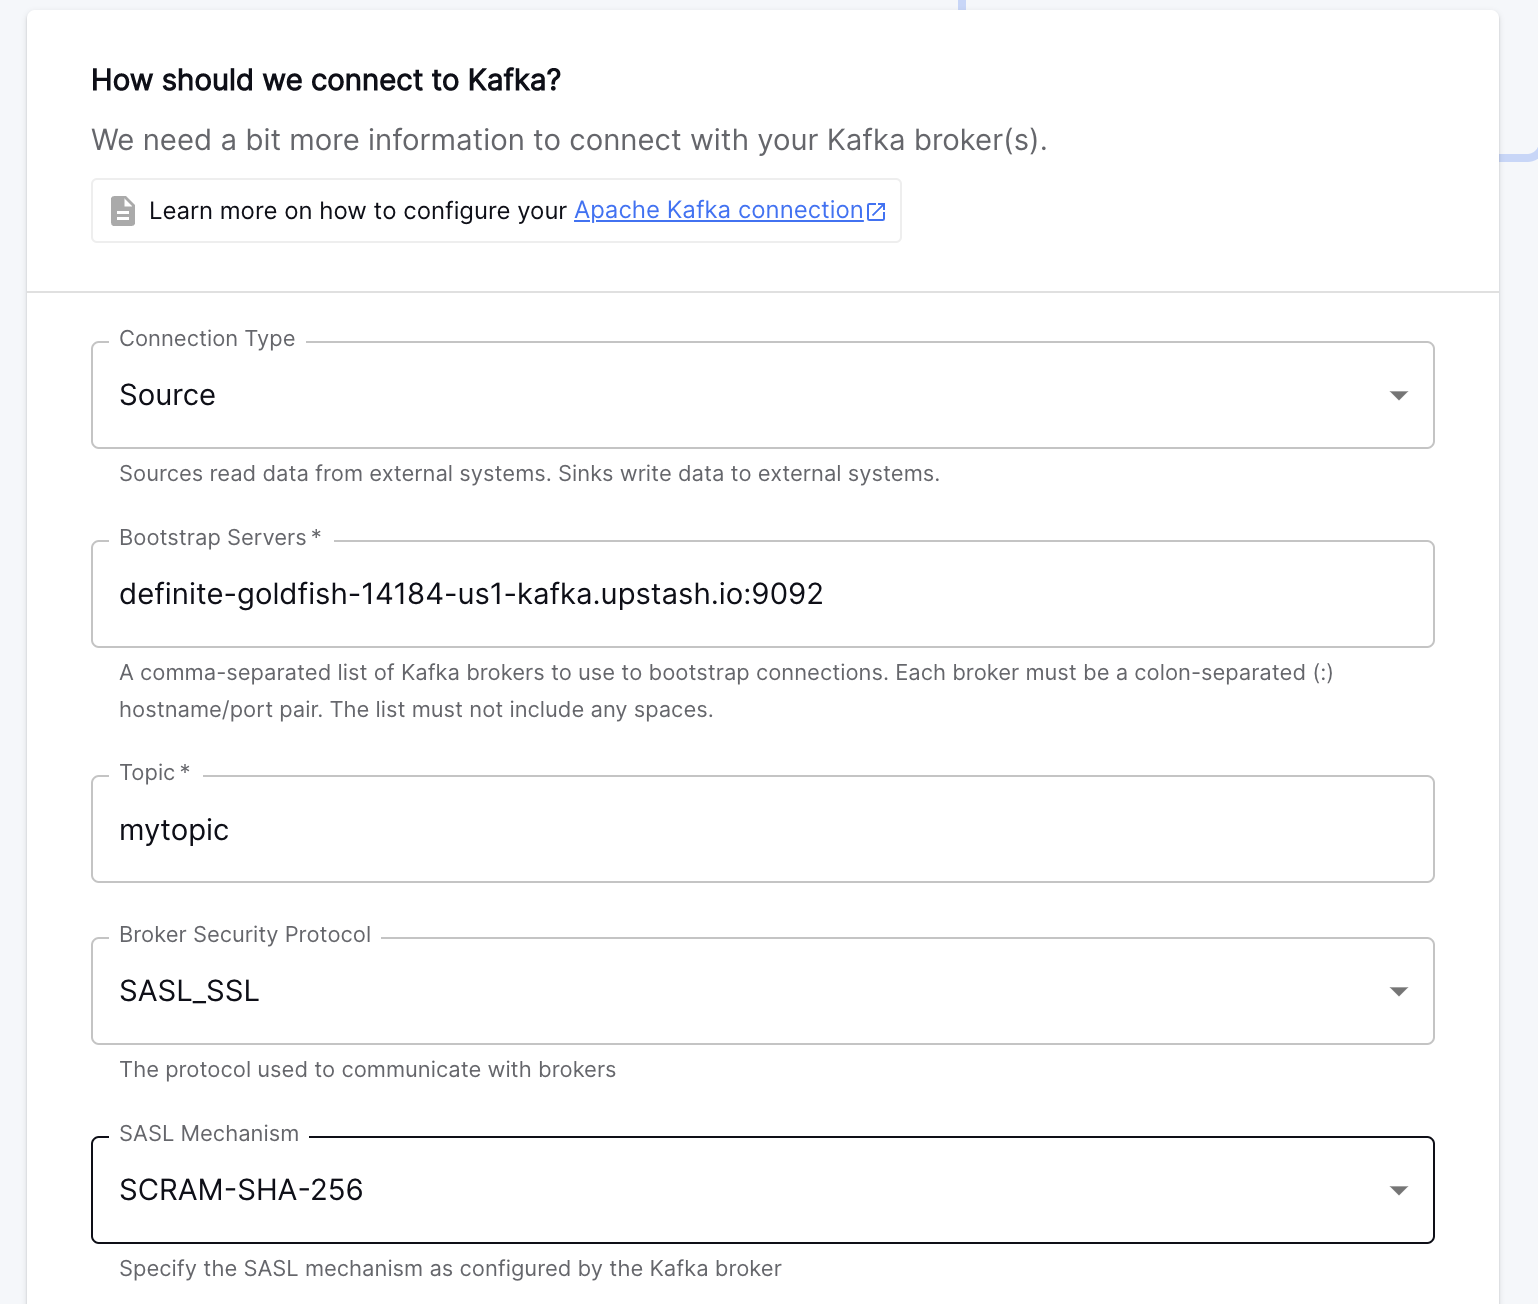 How should we connect to Kafka?
We need a bit more information to connect with your Kafka broker(s).
Learn more on how to configure your Apache Kafka connection
Connection Type
Source
Sources read data from external systems. Sinks write data to external systems.
Bootstrap Servers *
definite-goldfish-14184-us1-kafka.upstash.io:9092
A comma-separated list of Kafka brokers to use to bootstrap connections. Each broker must be a colon-separated (:)
hostname/port pair. The list must not include any spaces.
Topic *
mytopic
Broker Security Protocol
SASL_SSL
The protocol used to communicate with brokers
SASL Mechanism
SCRAM-SHA-256
Specify the SASL mechanism as configured by the Kafka broker